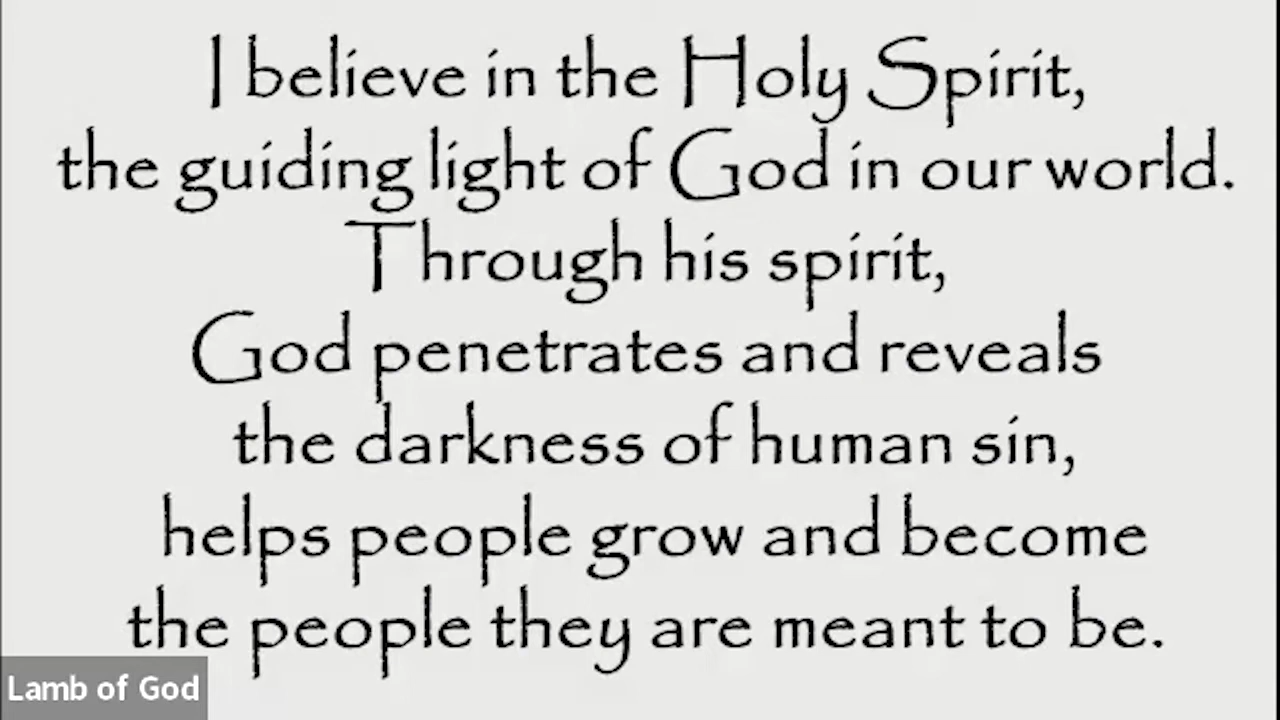 I believe in the Holy Spirit,
the guiding light of God in our world.
Through his spirit,
God penetrates and reveals
the darkness of human sin,
helps people grow and become
the people they are meant to be.
Lamb of God